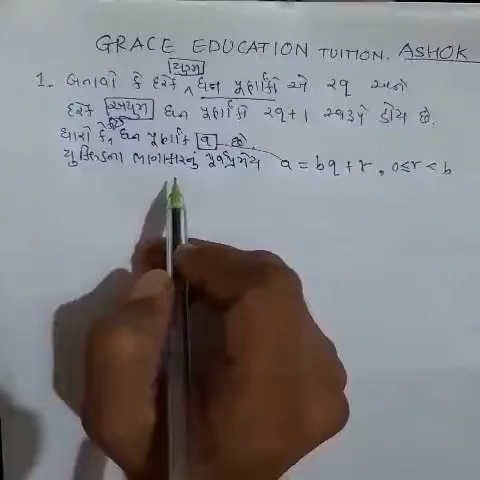 GRACE EDUCATION TUITION. ASHOK
1. બતાવો કે દરેક યુગ્મ ધન પૂર્ણાંકો એ 2q અને
દરેક અયુગ્મ ધન પૂર્ણાંકો 2q+1 સ્વરૂપે હોય છે.
ધારો કે કોઈ ધન પૂર્ણાંક a છે.
યુક્લિડના ભાગાકારનું પૂર્વપ્રમેય a = bq + r , 0≤r < b